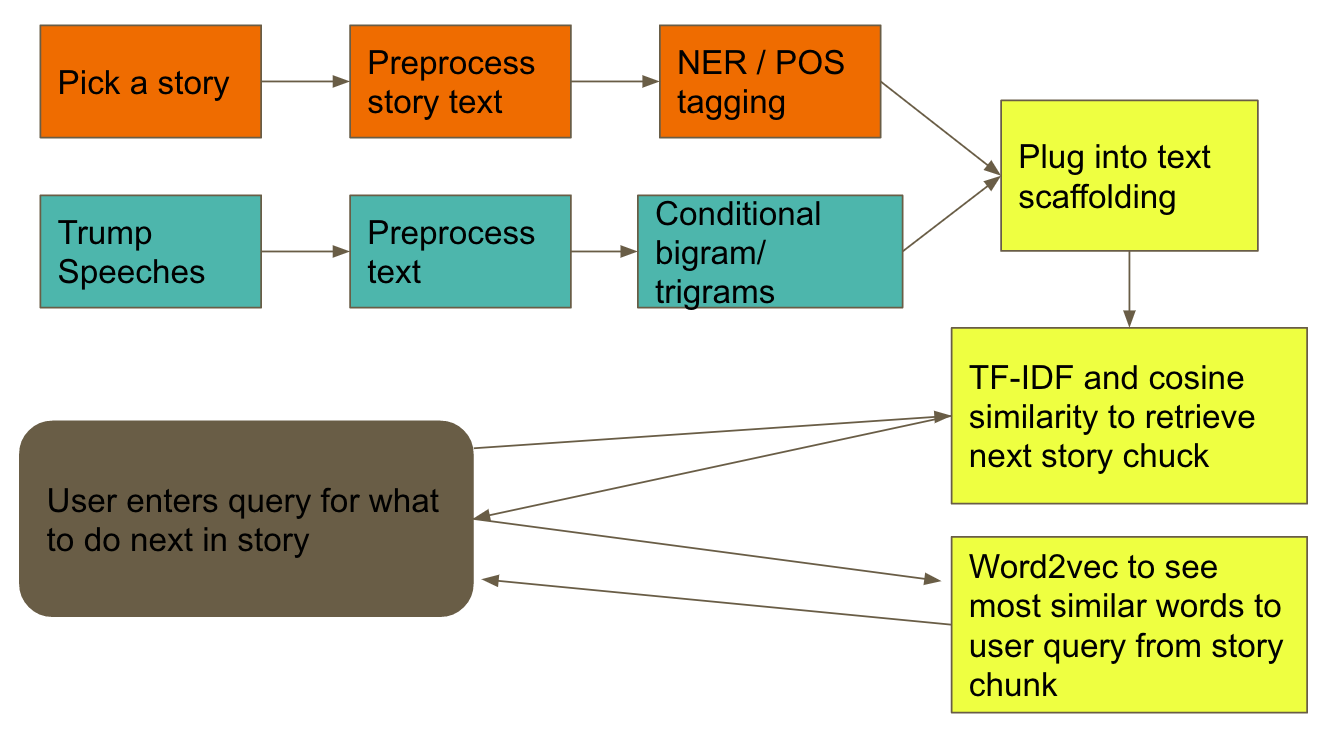 Pick a story
Preprocess
story text
NER / POS
tagging
Plug into text
scaffolding
Trump
Speeches
Preprocess
text
Conditional
bigram/
trigrams
TF-IDF and cosine
similarity to retrieve
next story chuck
User enters query for what
to do next in story
Word2vec to see
most similar words to
user query from story
chunk